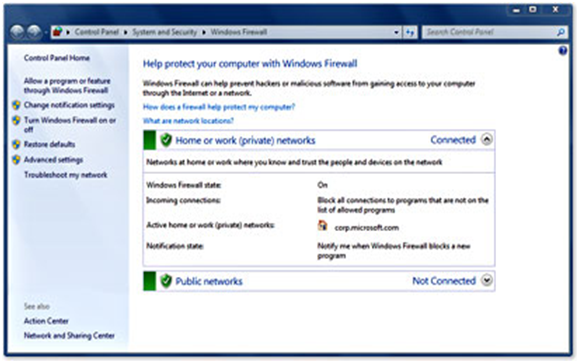 Control Panel
System and Security
Windows Firewall
Search Control Panel
Control Panel Home
Allow a program or feature
through Windows Firewall
Change notification settings
Turn Windows Firewall on or
off
Restore defaults
Advanced settings
Troubleshoot my network
See also
Action Center
Network and Sharing Center
Help protect your computer with Windows Firewall
Windows Firewall can help prevent hackers or malicious software from gaining access to your computer
through the Internet or a network.
How does a firewall help protect my computer?
What are network locations?
Home or work (private) networks Connected
Networks at home or work where you know and trust the people and devices on the network
Windows Firewall state: On
Incoming connections: Block all connections to programs that are not on the
list of allowed programs
Active home or work (private) networks: corp.microsoft.com
Notification state: Notify me when Windows Firewall blocks a new
program
Public networks Not Connected